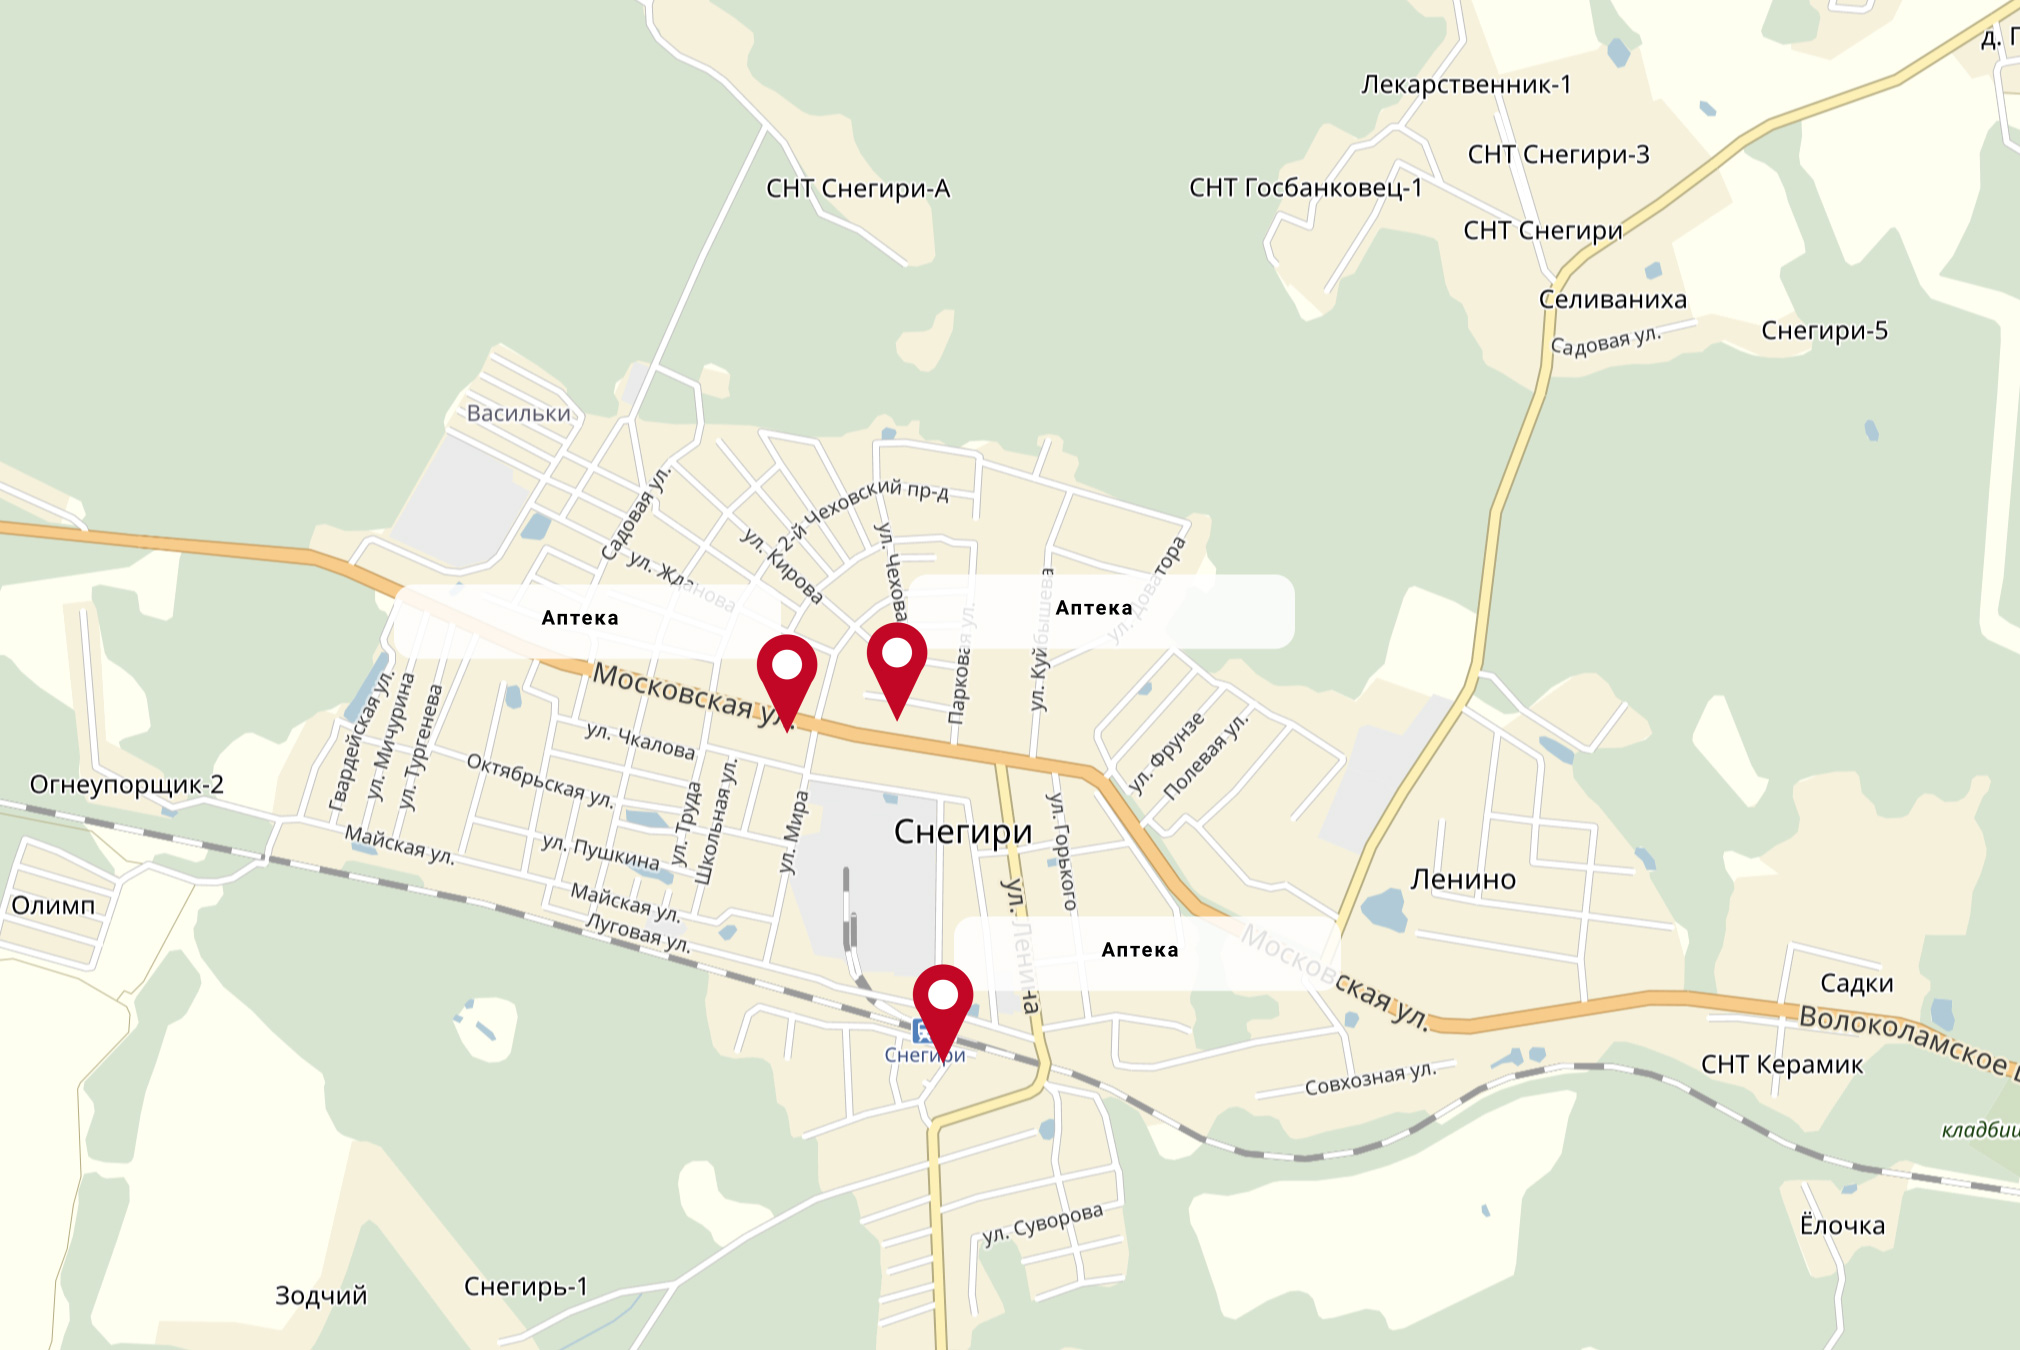 д. Г
Лекарственник-1
СНТ Снегири-3
СНТ Снегири-А
СНТ Госбанковец-1
СНТ Снегири
Селиваниха
Снегири-5
Садовая ул.
Васильки
2-й Чеховский пр-д
Садовая ул.
ул. Кирова
ул. Чехова
ул. Жданова
ул. Куйбышева
ул. Доватора
Аптека
Аптека
Парковая ул.
Московская ул.
Гвардейская ул.
ул. Мичурина
ул. Тургенева
ул. Чкалова
ул. Фрунзе
Полевая ул.
Октябрьская ул.
Огнеупорщик-2
ул. Труда
Школьная ул.
ул. Мира
Снегири
ул. Горького
Майская ул.
ул. Пушкина
Ленино
Олимп
Майская ул.
Луговая ул.
ул. Ленина
Аптека
Московская ул.
Садки
Волоколамское
Снегири
СНТ Керамик
Совхозная ул.
кладбищ
ул. Суворова
Ёлочка
Зодчий
Снегирь-1